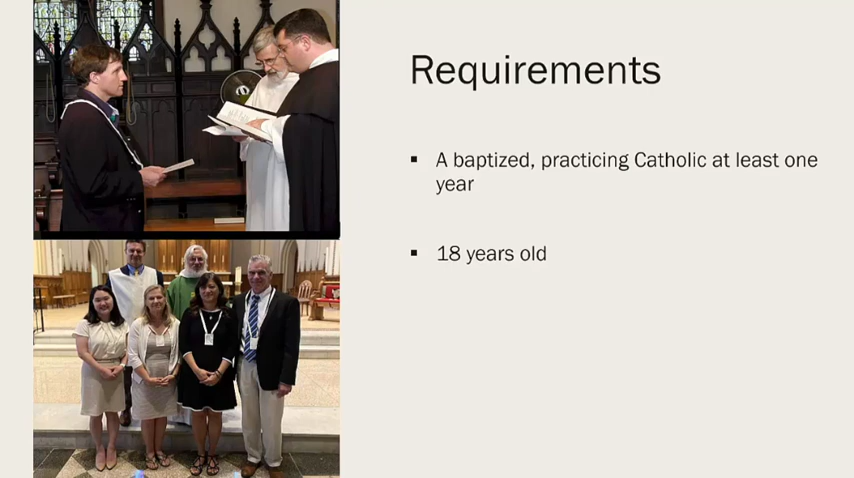 Requirements
▪ A baptized, practicing Catholic at least one
year
▪ 18 years old